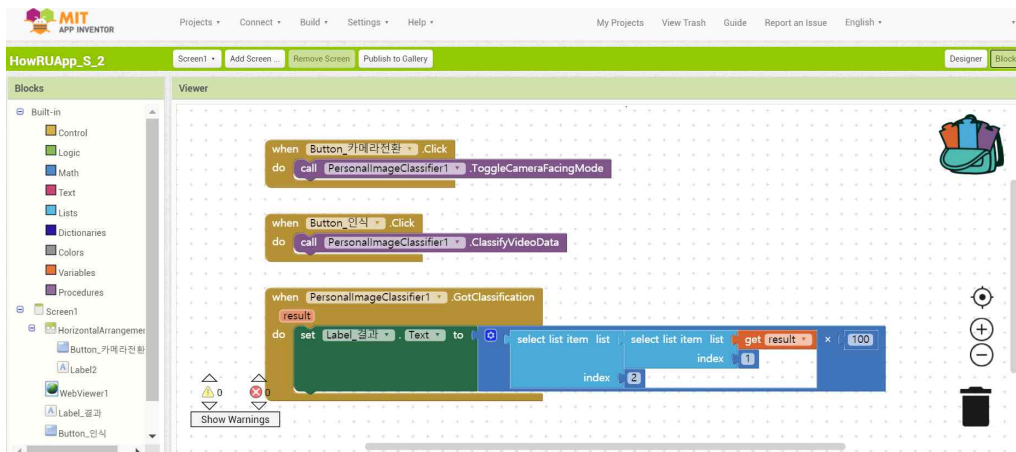 MIT
APP INVENTOR
Projects Connect Build Settings Help My Projects View Trash Guide Report an Issue English
HowRUApp_S_2 Screen1 Add Screen ... Remove Screen Publish to Gallery Designer Block
Blocks Viewer
Built-in
Control
Logic
Math
Text
Lists
Dictionaries
Colors
Variables
Procedures
Screen1
HorizontalArrangemer
Button_카메라전환
Label2
WebViewer1
Label_결과
Button_인식
when Button_카메라전환 .Click
do call PersonalImageClassifier1 .ToggleCameraFacingMode
when Button_인식 .Click
do call PersonalImageClassifier1 .ClassifyVideoData
when PersonalImageClassifier1 .GotClassification
result
do set Label_결과 . Text to select list item list select list item list get result × 100
index 1
index 2
0 0
Show Warnings